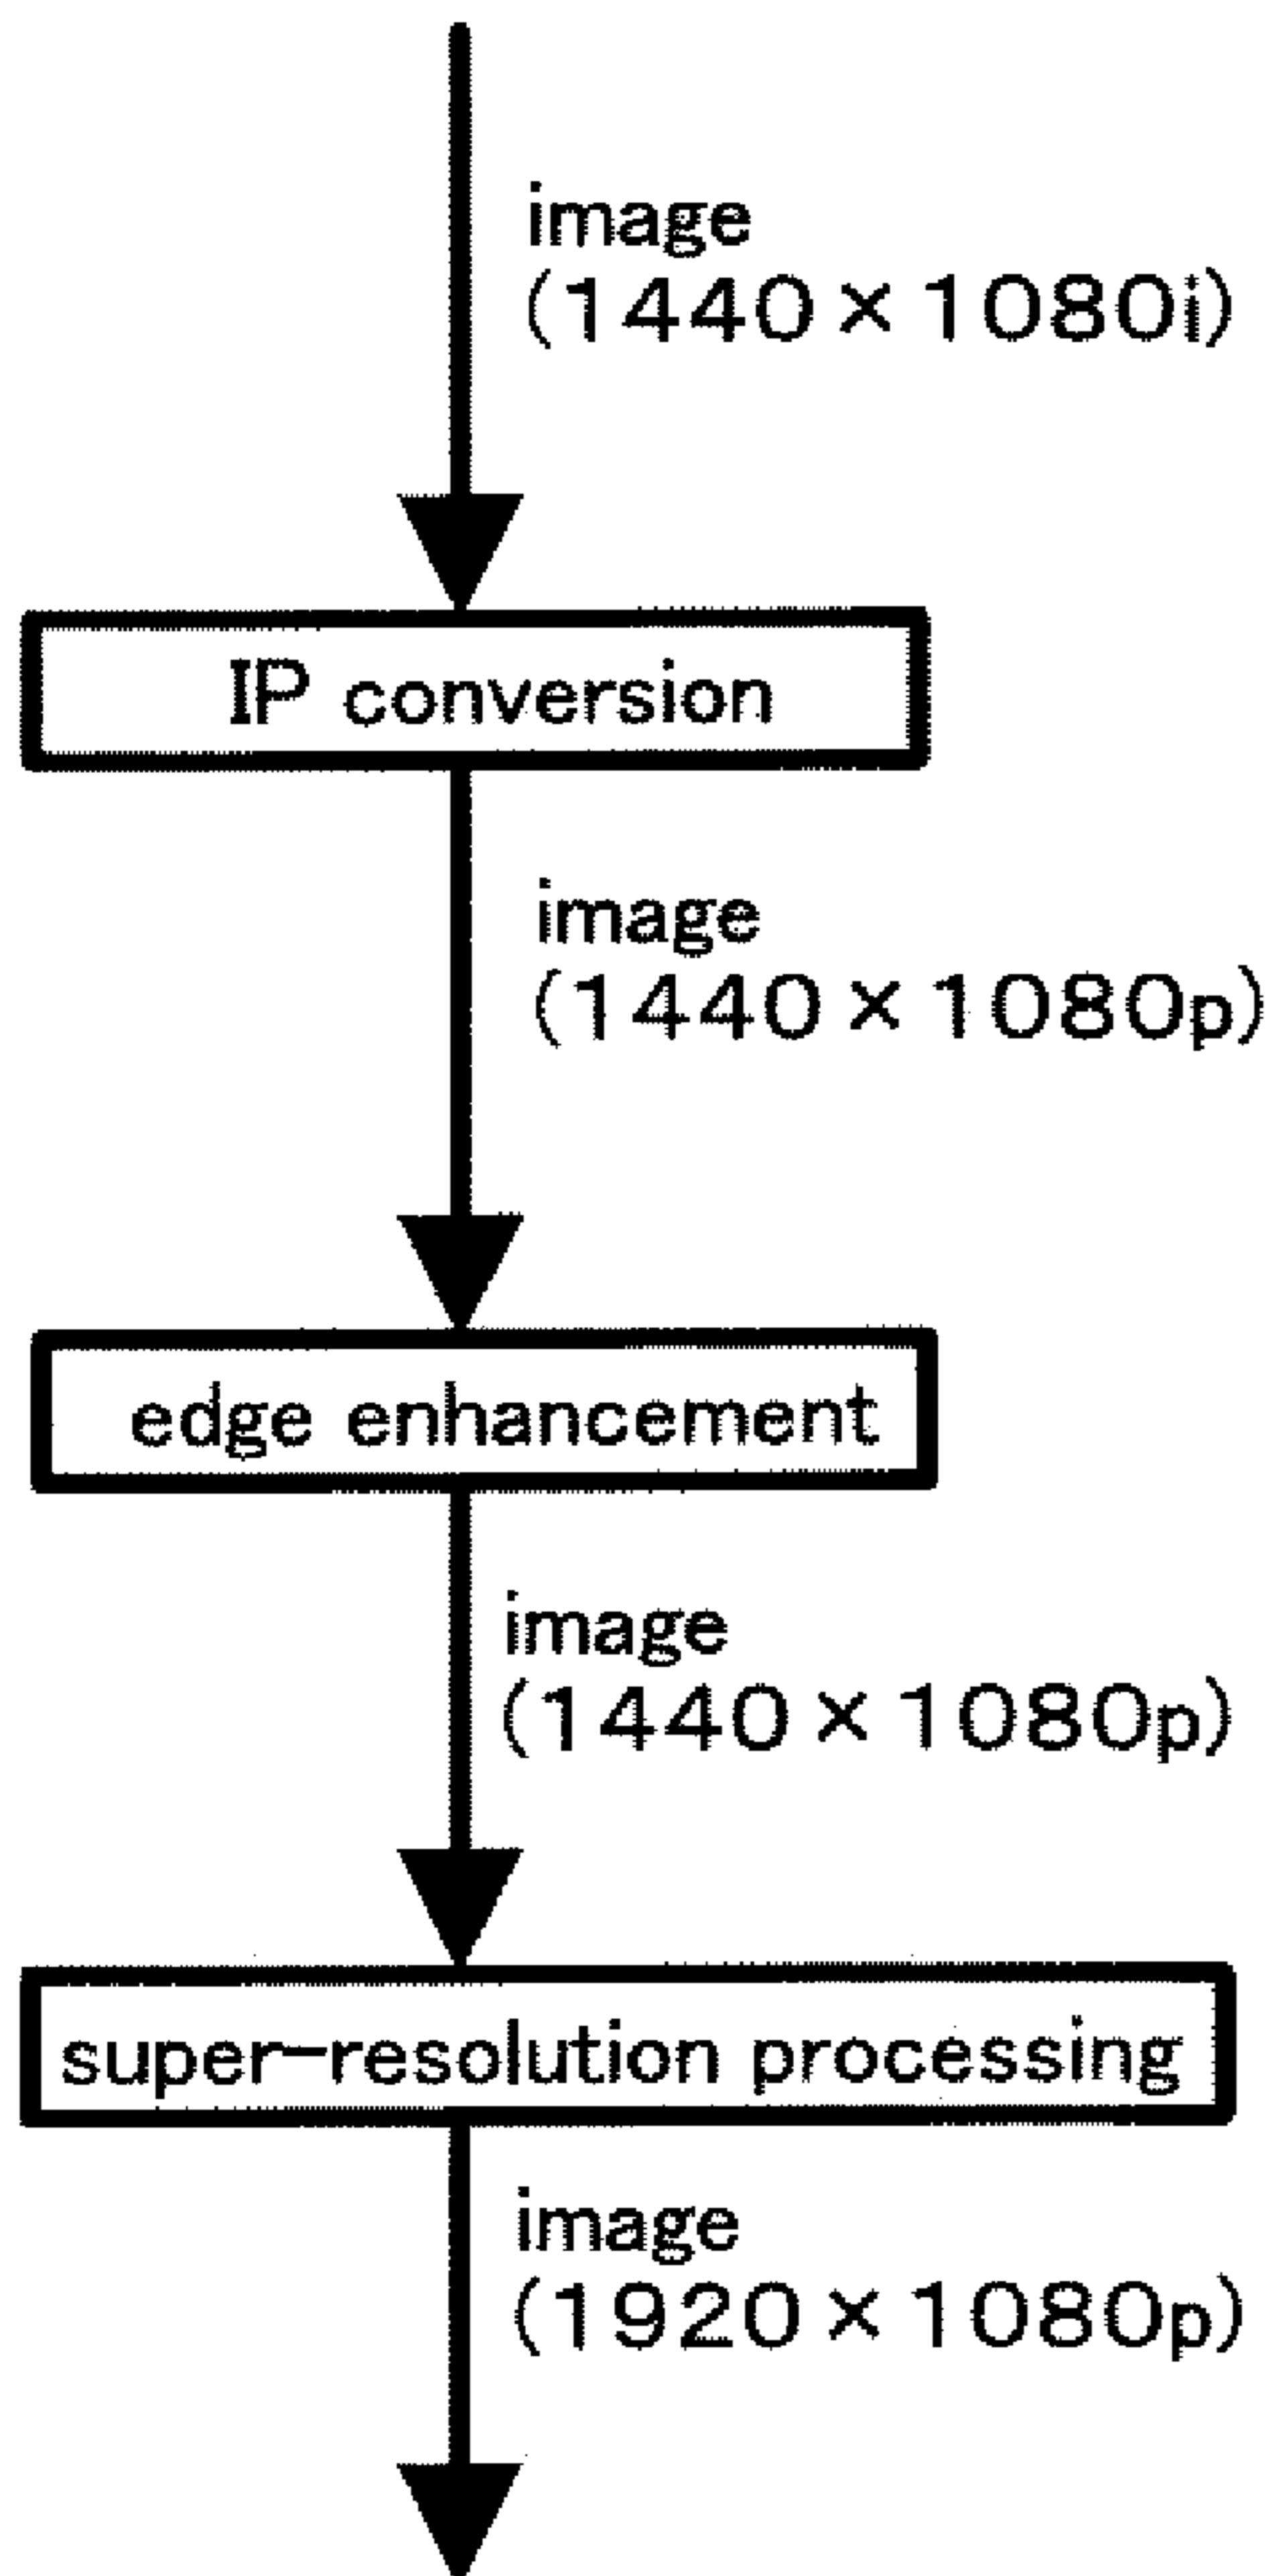 image
(1440×1080i)
IP conversion
image
(1440×1080p)
edge enhancement
image
(1440×1080p)
super-resolution processing
image
(1920×1080p)